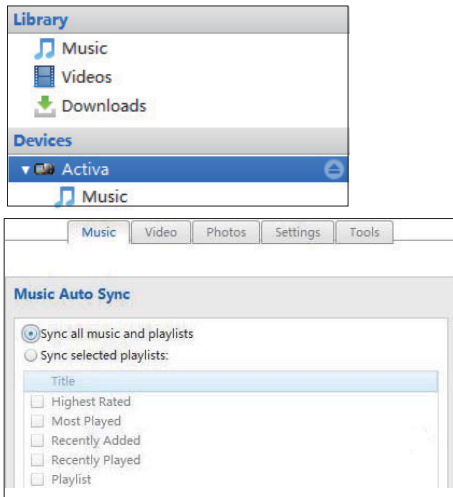 Library
Music
Videos
Downloads
Devices
Activa
Music
Music Video Photos Settings Tools
Music Auto Sync
Sync all music and playlists
Sync selected playlists:
Title
Highest Rated
Most Played
Recently Added
Recently Played
Playlist